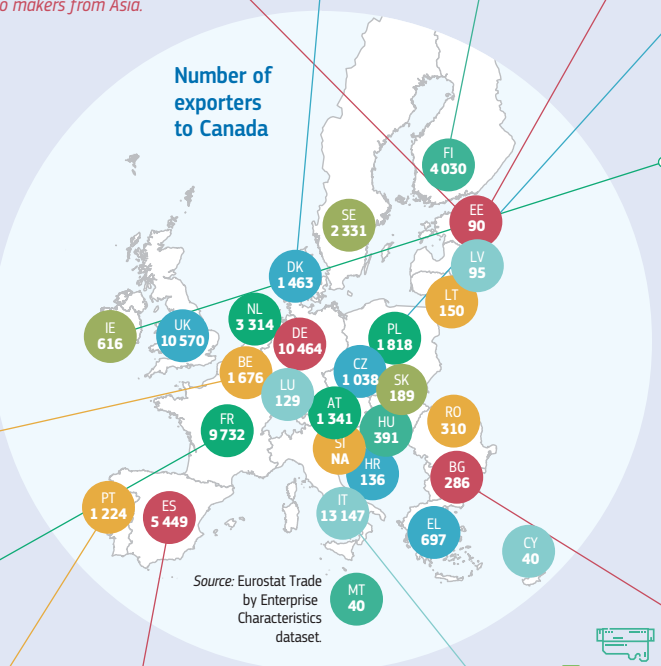 o makers from Asia.
Number of
exporters
to Canada
FI
4 030
EE
90
SE
2 331
LV
95
DK
1 463
LT
150
NL
3 314
IE
616
UK
10 570
DE
10 464
PL
1 818
BE
1 676
CZ
1 038
LU
129
SK
189
AT
1 341
RO
310
FR
9 732
HU
391
SI
NA
HR
136
BG
286
PT
1 224
ES
5 449
IT
13 147
EL
697
CY
40
Source: Eurostat Trade
by Enterprise
Characteristics
dataset.
MT
40